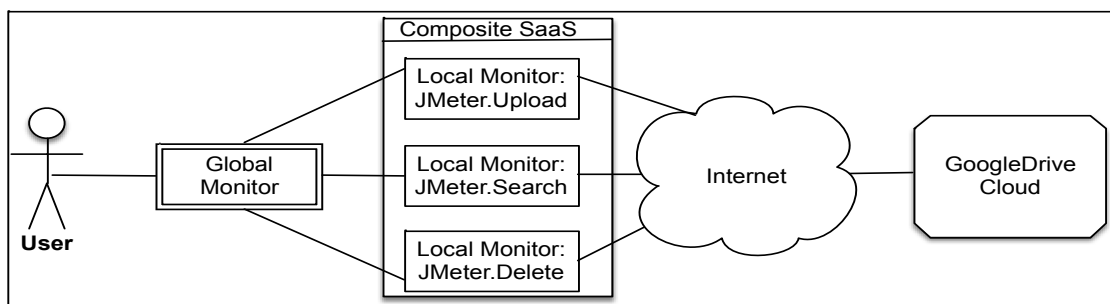 Composite SaaS
Local Monitor:
JMeter.Upload
Global
Monitor
Local Monitor:
JMeter.Search
Internet
GoogleDrive
Cloud
User
Local Monitor:
JMeter.Delete